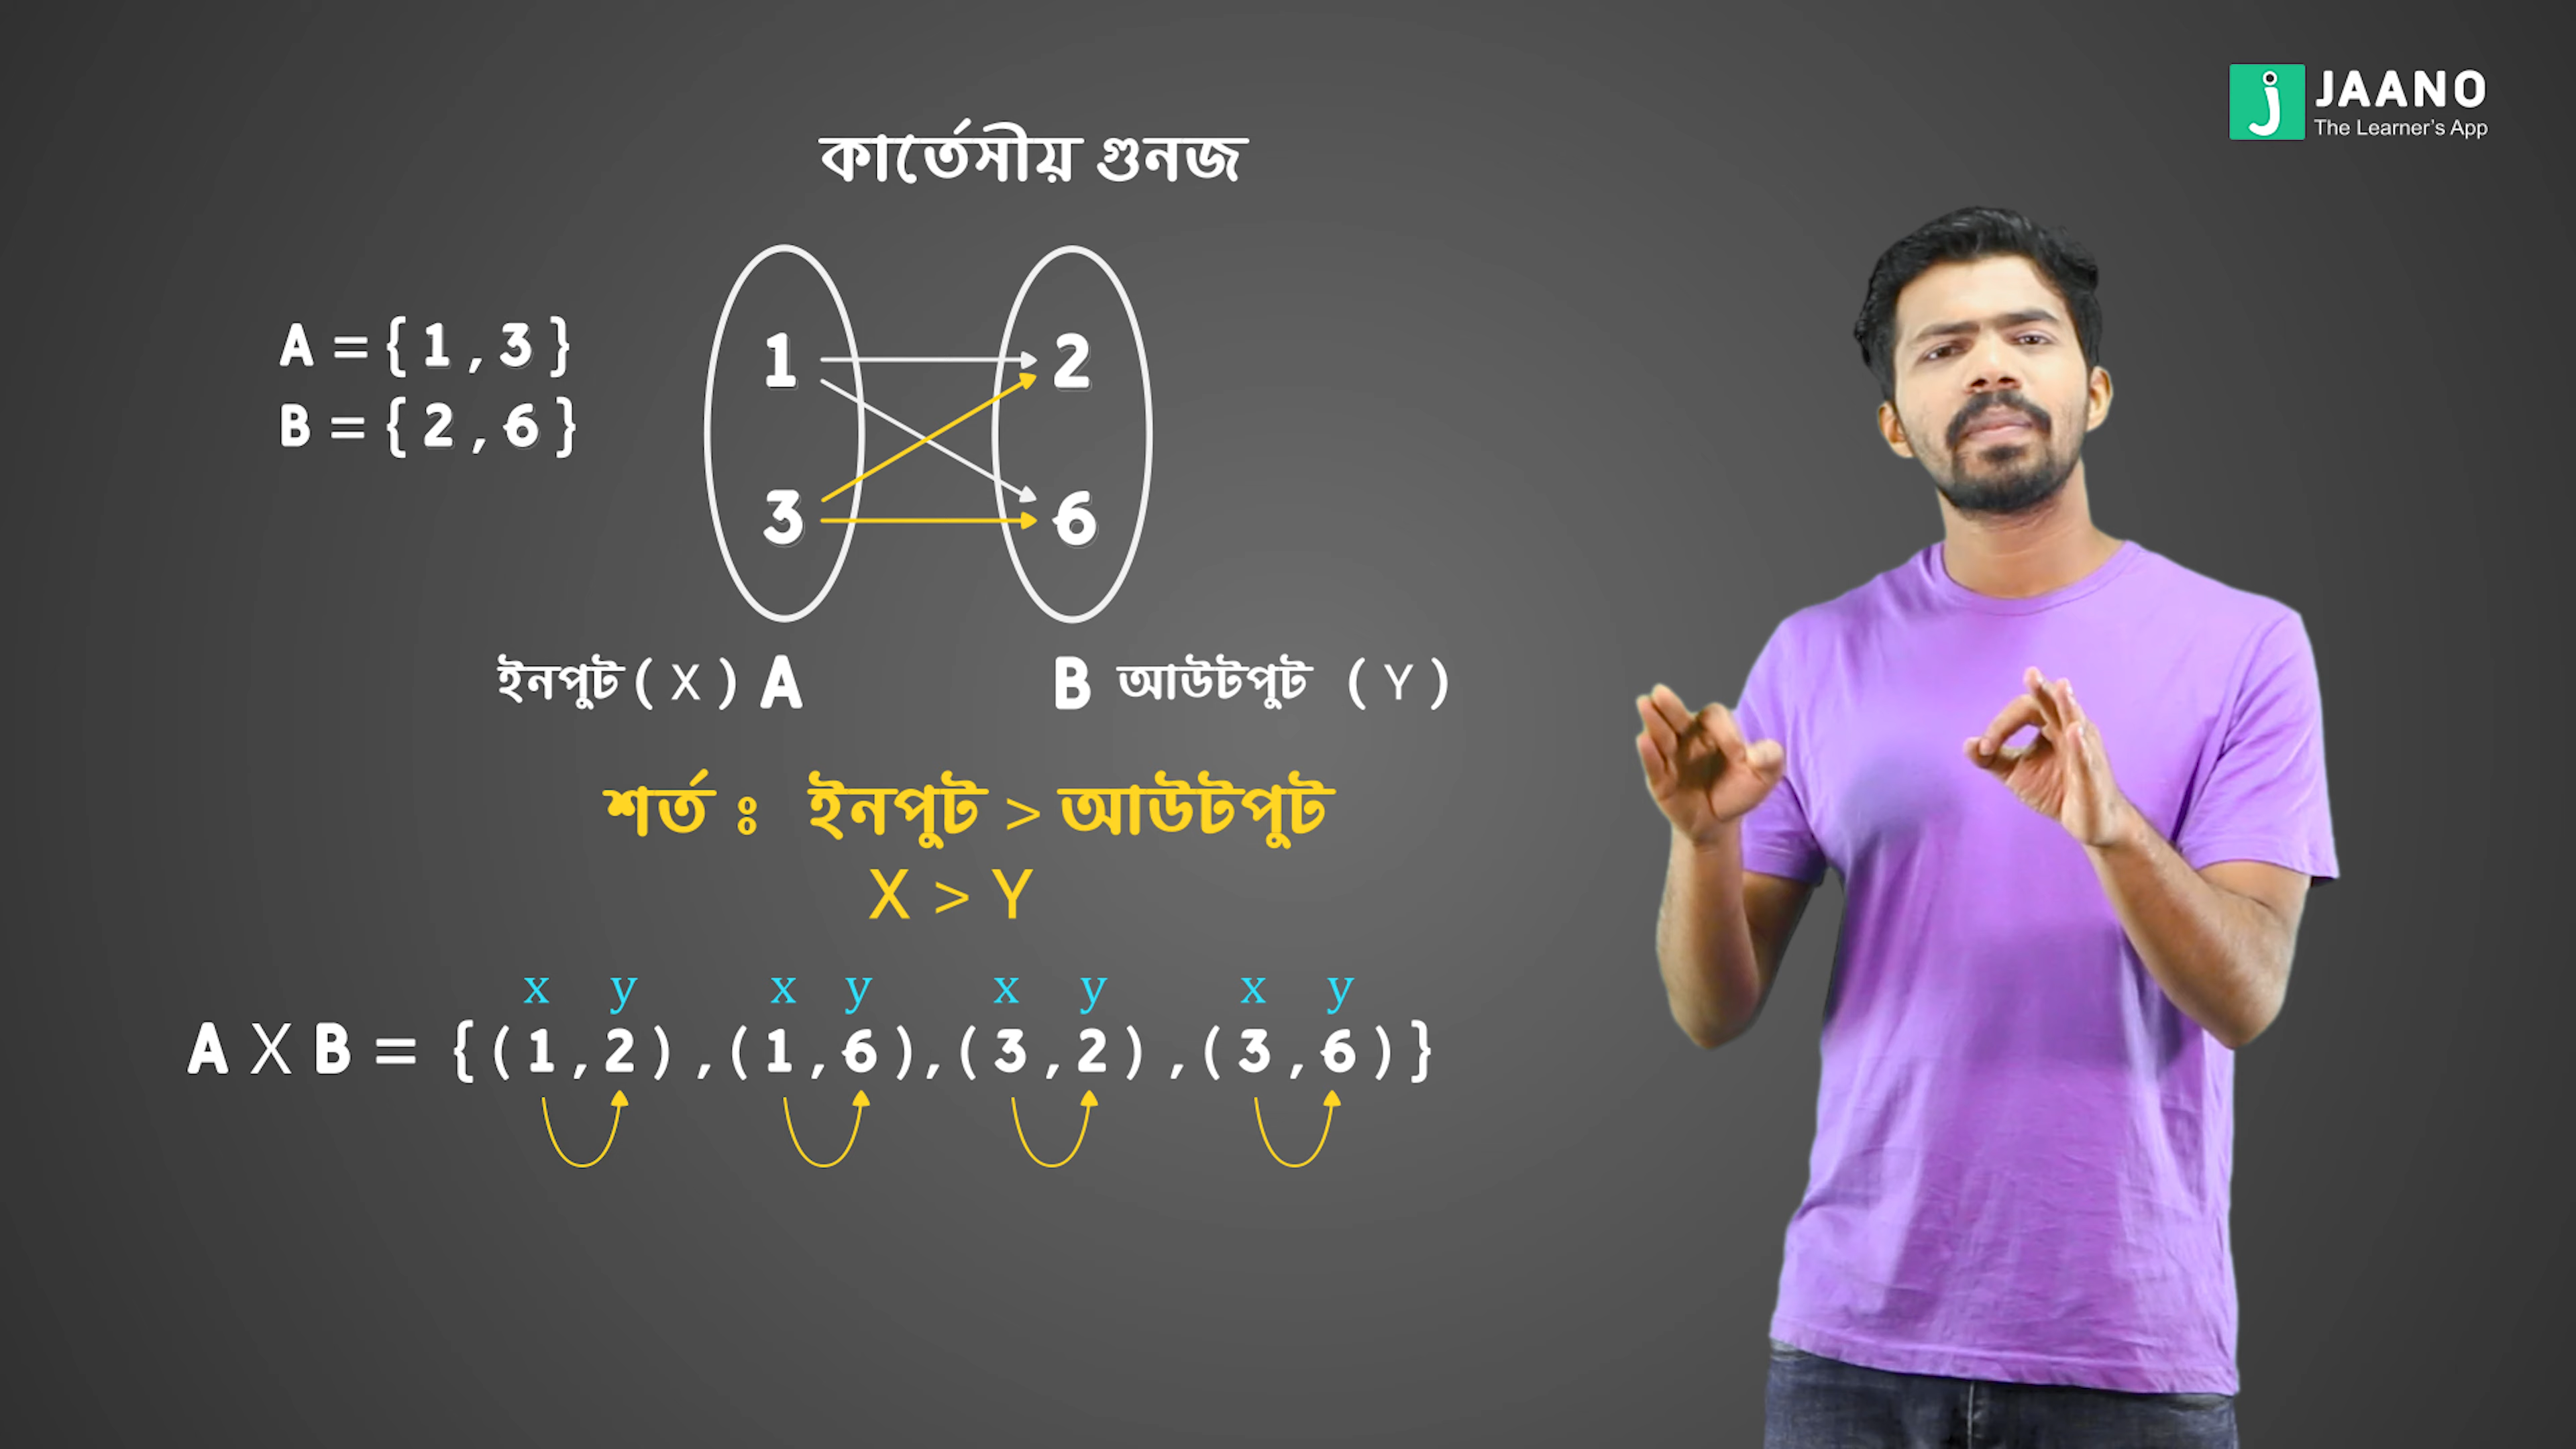 JAANO
The Learner's App
কার্তেসীয় গুনজ
A = { 1 , 3 }
B = { 2 , 6 }
1 2
3 6
ইনপুট ( X ) A B আউটপুট ( Y )
শর্ত ঃ ইনপুট > আউটপুট
X > Y
x y x y x y x y
A X B = { ( 1 , 2 ) , ( 1 , 6 ) , ( 3 , 2 ) , ( 3 , 6 ) }